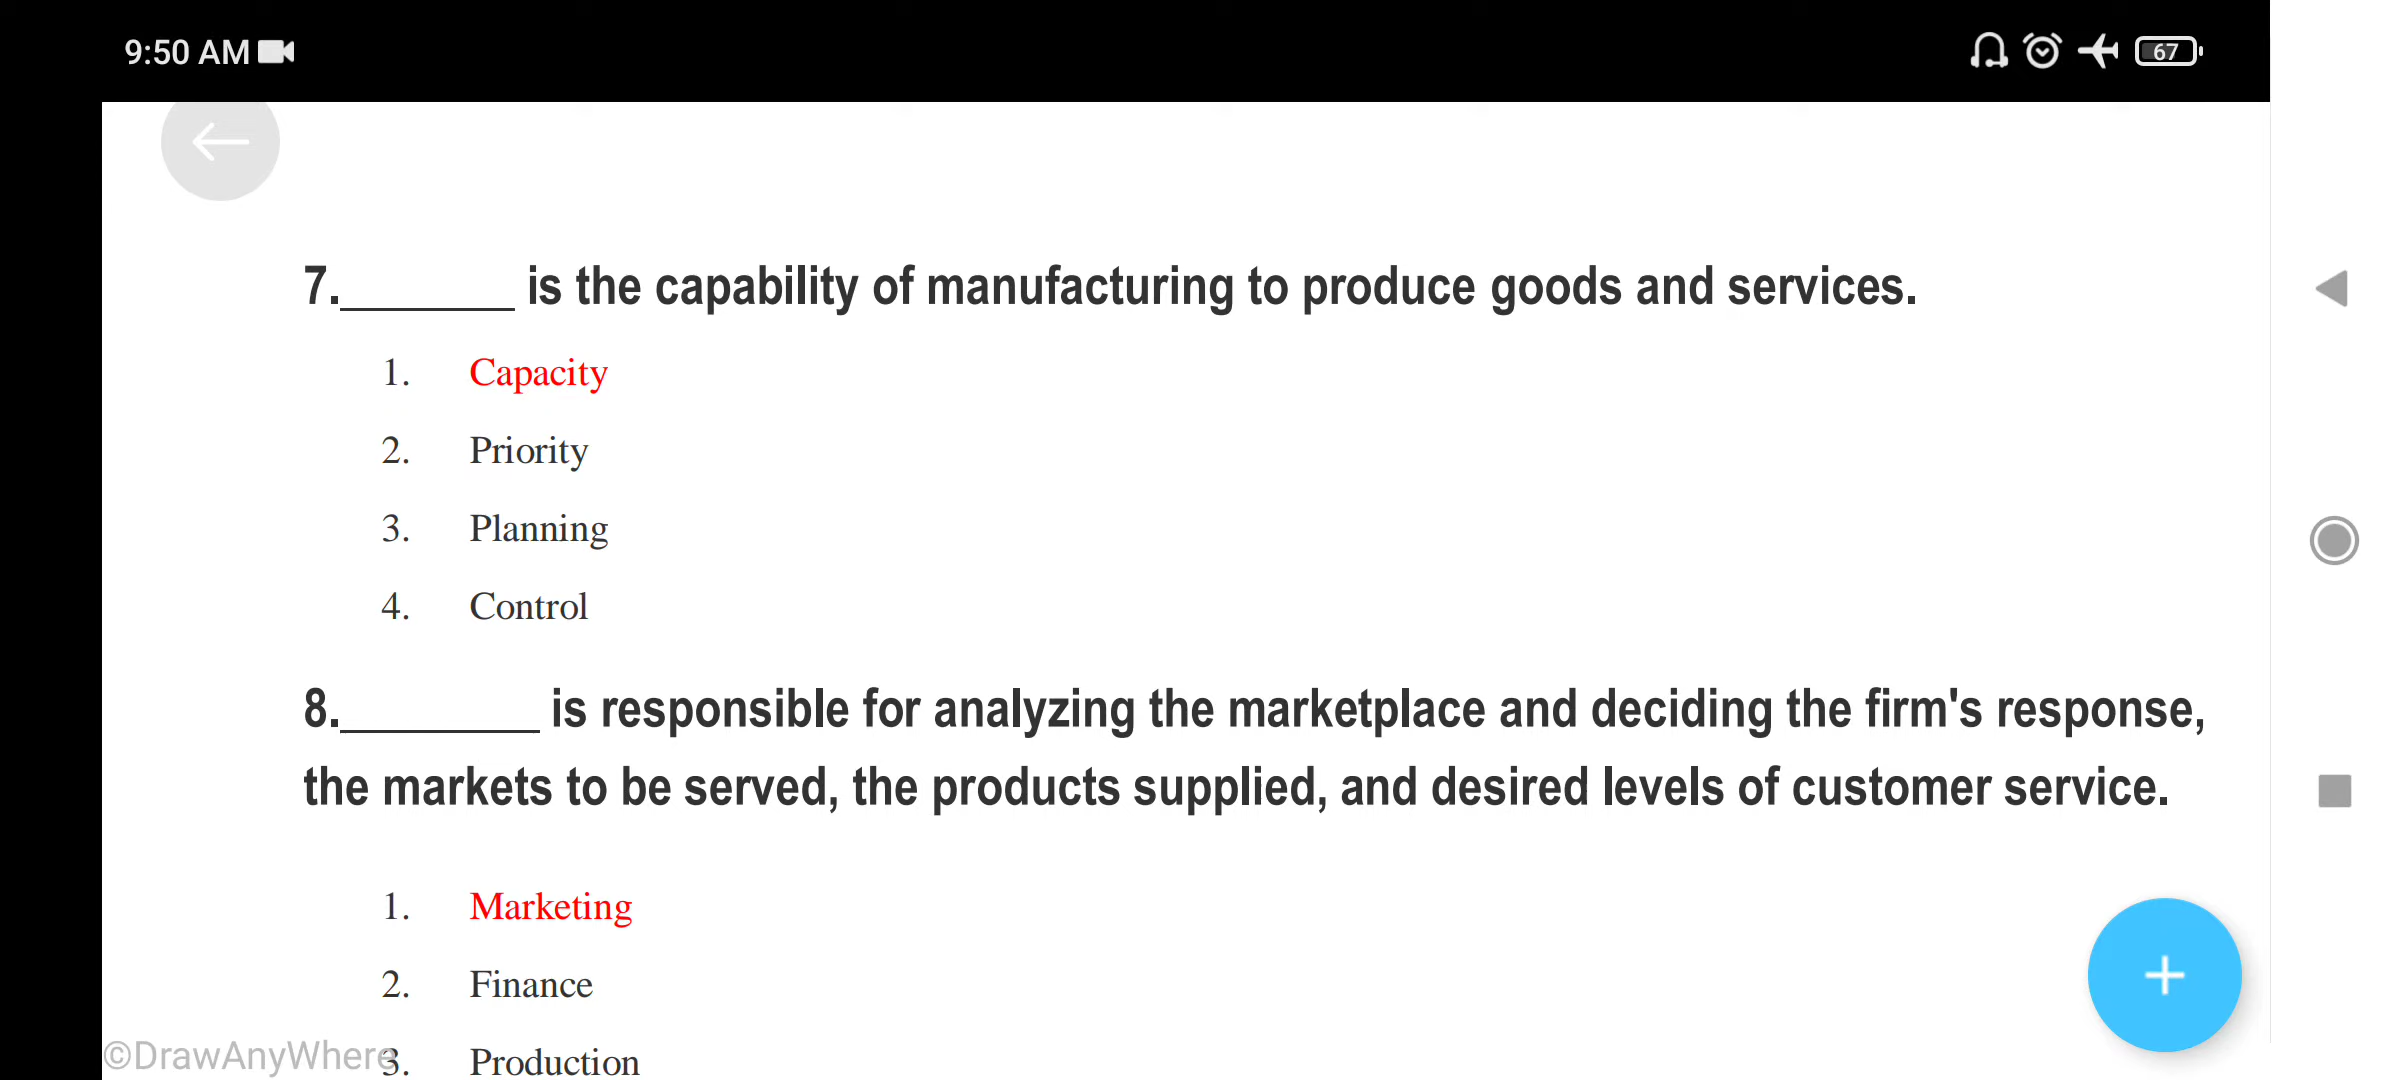 9:50 AM
67
7._______ is the capability of manufacturing to produce goods and services.
1. Capacity
2. Priority
3. Planning
4. Control
8.________ is responsible for analyzing the marketplace and deciding the firm's response,
the markets to be served, the products supplied, and desired levels of customer service.
1. Marketing
2. Finance
3. Production
©DrawAnyWhere